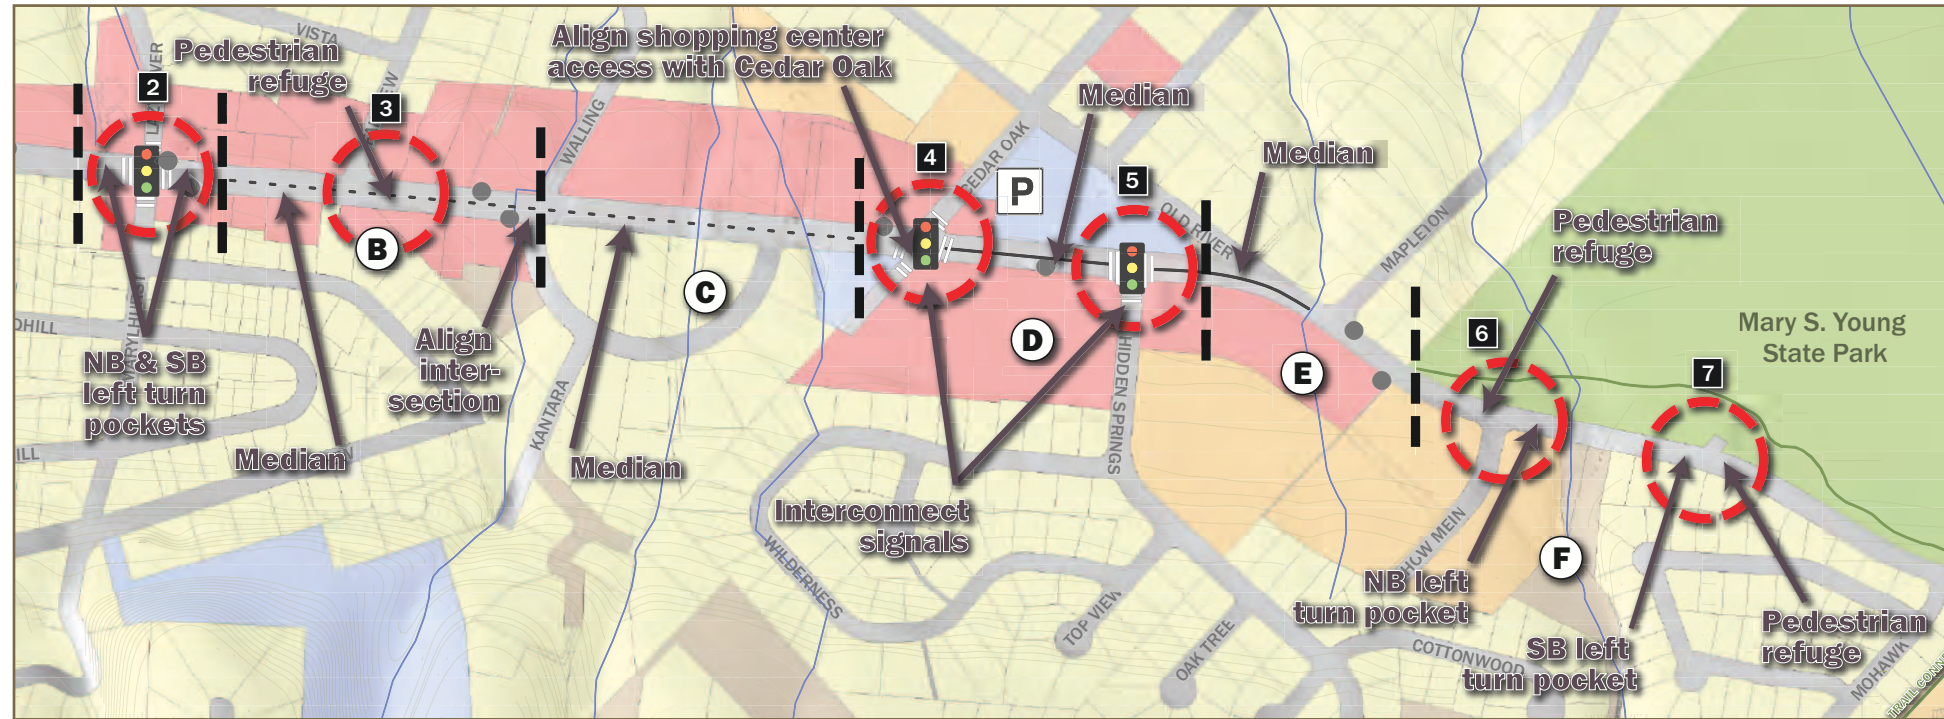 VISTA
Pedestrian
refuge
2
3
B
NB & SB
left turn
pockets
Median
Align
inter-
section
WALLING
KANTARA
Median
C
Align shopping center
access with Cedar Oak
4
CEDAR OAK
P
Median
5
OLD RIVER
Median
D
HIDDEN SPRINGS
Interconnect
signals
WILDERNESS
TOP VIEW
OAK TREE
E
MAPLETON
Pedestrian
refuge
6
7
Mary S. Young
State Park
F
NB left
turn pocket
SB left
turn pocket
COTTONWOOD
Pedestrian
refuge
MOHAWK